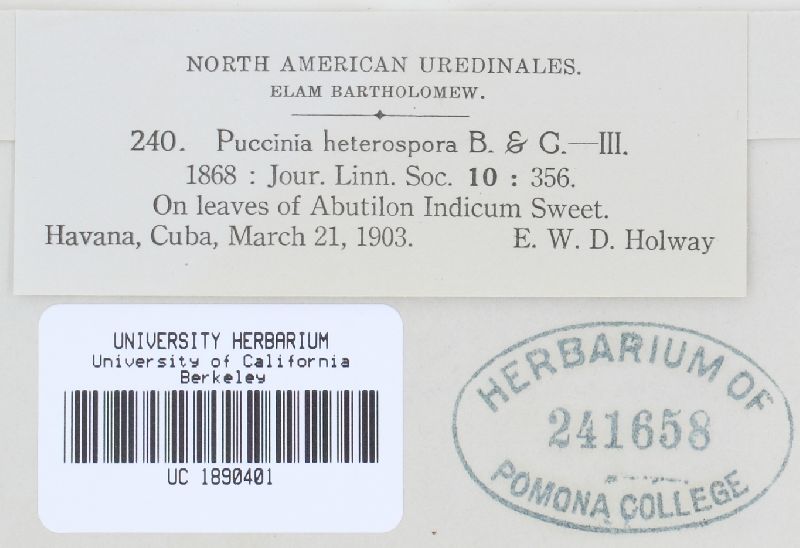 NORTH AMERICAN UREDINALES.
ELAM BARTHOLOMEW.
240. Puccinia heterospora B. & C.—III.
1868 : Jour. Linn. Soc. 10 : 356.
On leaves of Abutilon Indicum Sweet.
Havana, Cuba, March 21, 1903. E. W. D. Holway
UNIVERSITY HERBARIUM
University of California
Berkeley
UC 1890401
HERBARIUM OF
241658
POMONA COLLEGE